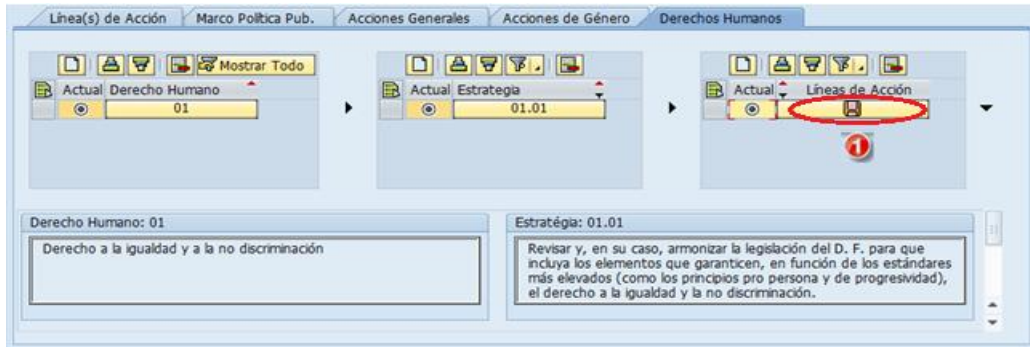 Línea(s) de Acción Marco Política Pub. Acciones Generales Acciones de Género Derechos Humanos
Mostrar Todo
Actual Derecho Humano
01
Actual Estrategia
01.01
Actual Líneas de Acción
1
Derecho Humano: 01
Derecho a la igualdad y a la no discriminación
Estratégia: 01.01
Revisar y, en su caso, armonizar la legislación del D. F. para que
incluya los elementos que garanticen, en función de los estándares
más elevados (como los principios pro persona y de progresividad),
el derecho a la igualdad y la no discriminación.